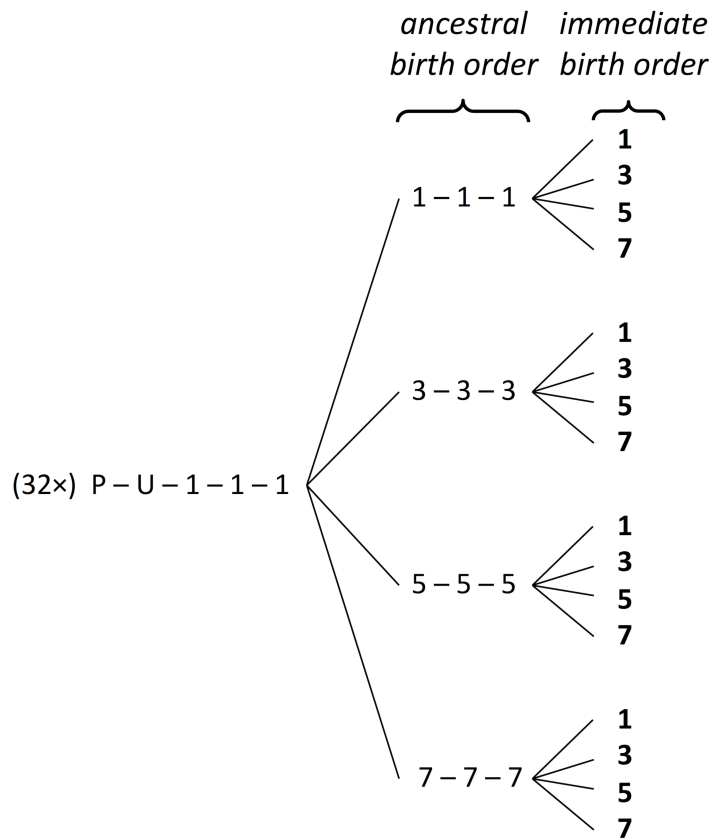 ancestral immediate
birth order birth order
1
3
1 – 1 – 1
5
7
1
3
3 – 3 – 3
5
7
(32×) P – U – 1 – 1 – 1
1
3
5 – 5 – 5
5
7
1
3
7 – 7 – 7
5
7